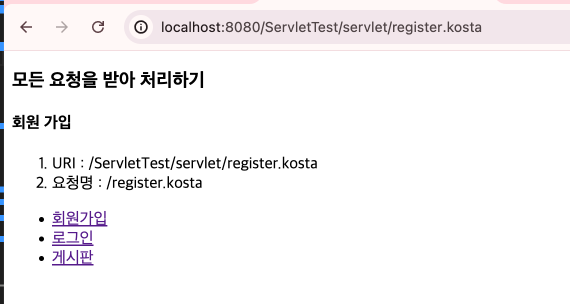 localhost:8080/ServletTest/servlet/register.kosta
모든 요청을 받아 처리하기
회원 가입
1. URI : /ServletTest/servlet/register.kosta
2. 요청명 : /register.kosta
• 회원가입
• 로그인
• 게시판